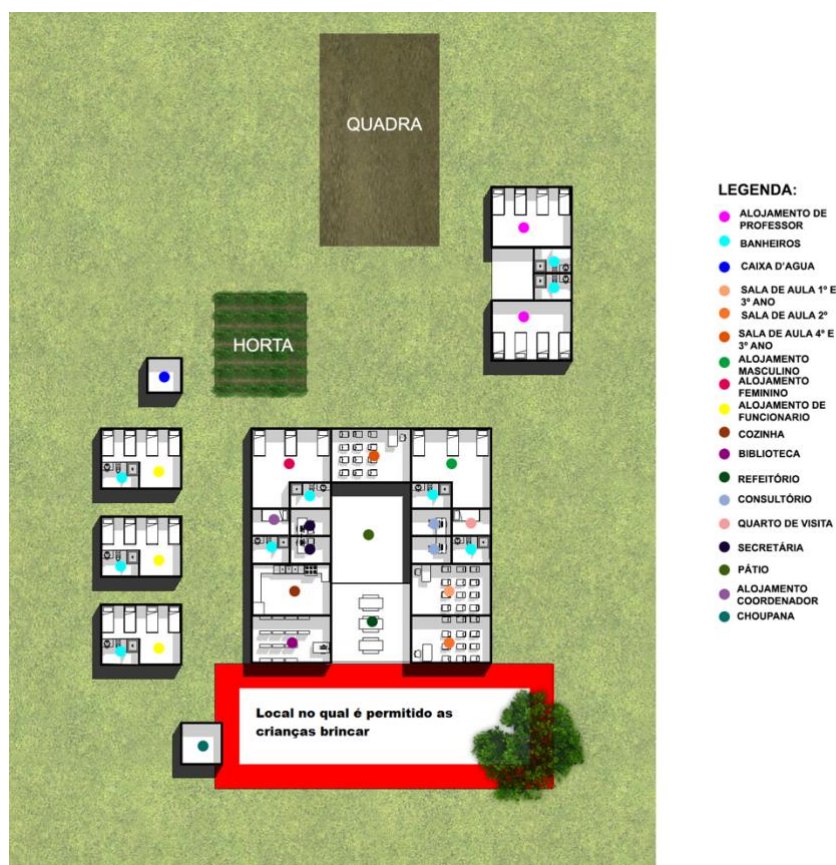 QUADRA
HORTA
Local no qual é permitido as
crianças brincar
LEGENDA:
ALOJAMENTO DE
PROFESSOR
BANHEIROS
CAIXA D'AGUA
SALA DE AULA 1º E
3º ANO
SALA DE AULA 2º
SALA DE AULA 4º E
3º ANO
ALOJAMENTO
MASCULINO
ALOJAMENTO
FEMININO
ALOJAMENTO DE
FUNCIONARIO
COZINHA
BIBLIOTECA
REFEITÓRIO
CONSULTÓRIO
QUARTO DE VISITA
SECRETÁRIA
PÁTIO
ALOJAMENTO
COORDENADOR
CHOUPANA